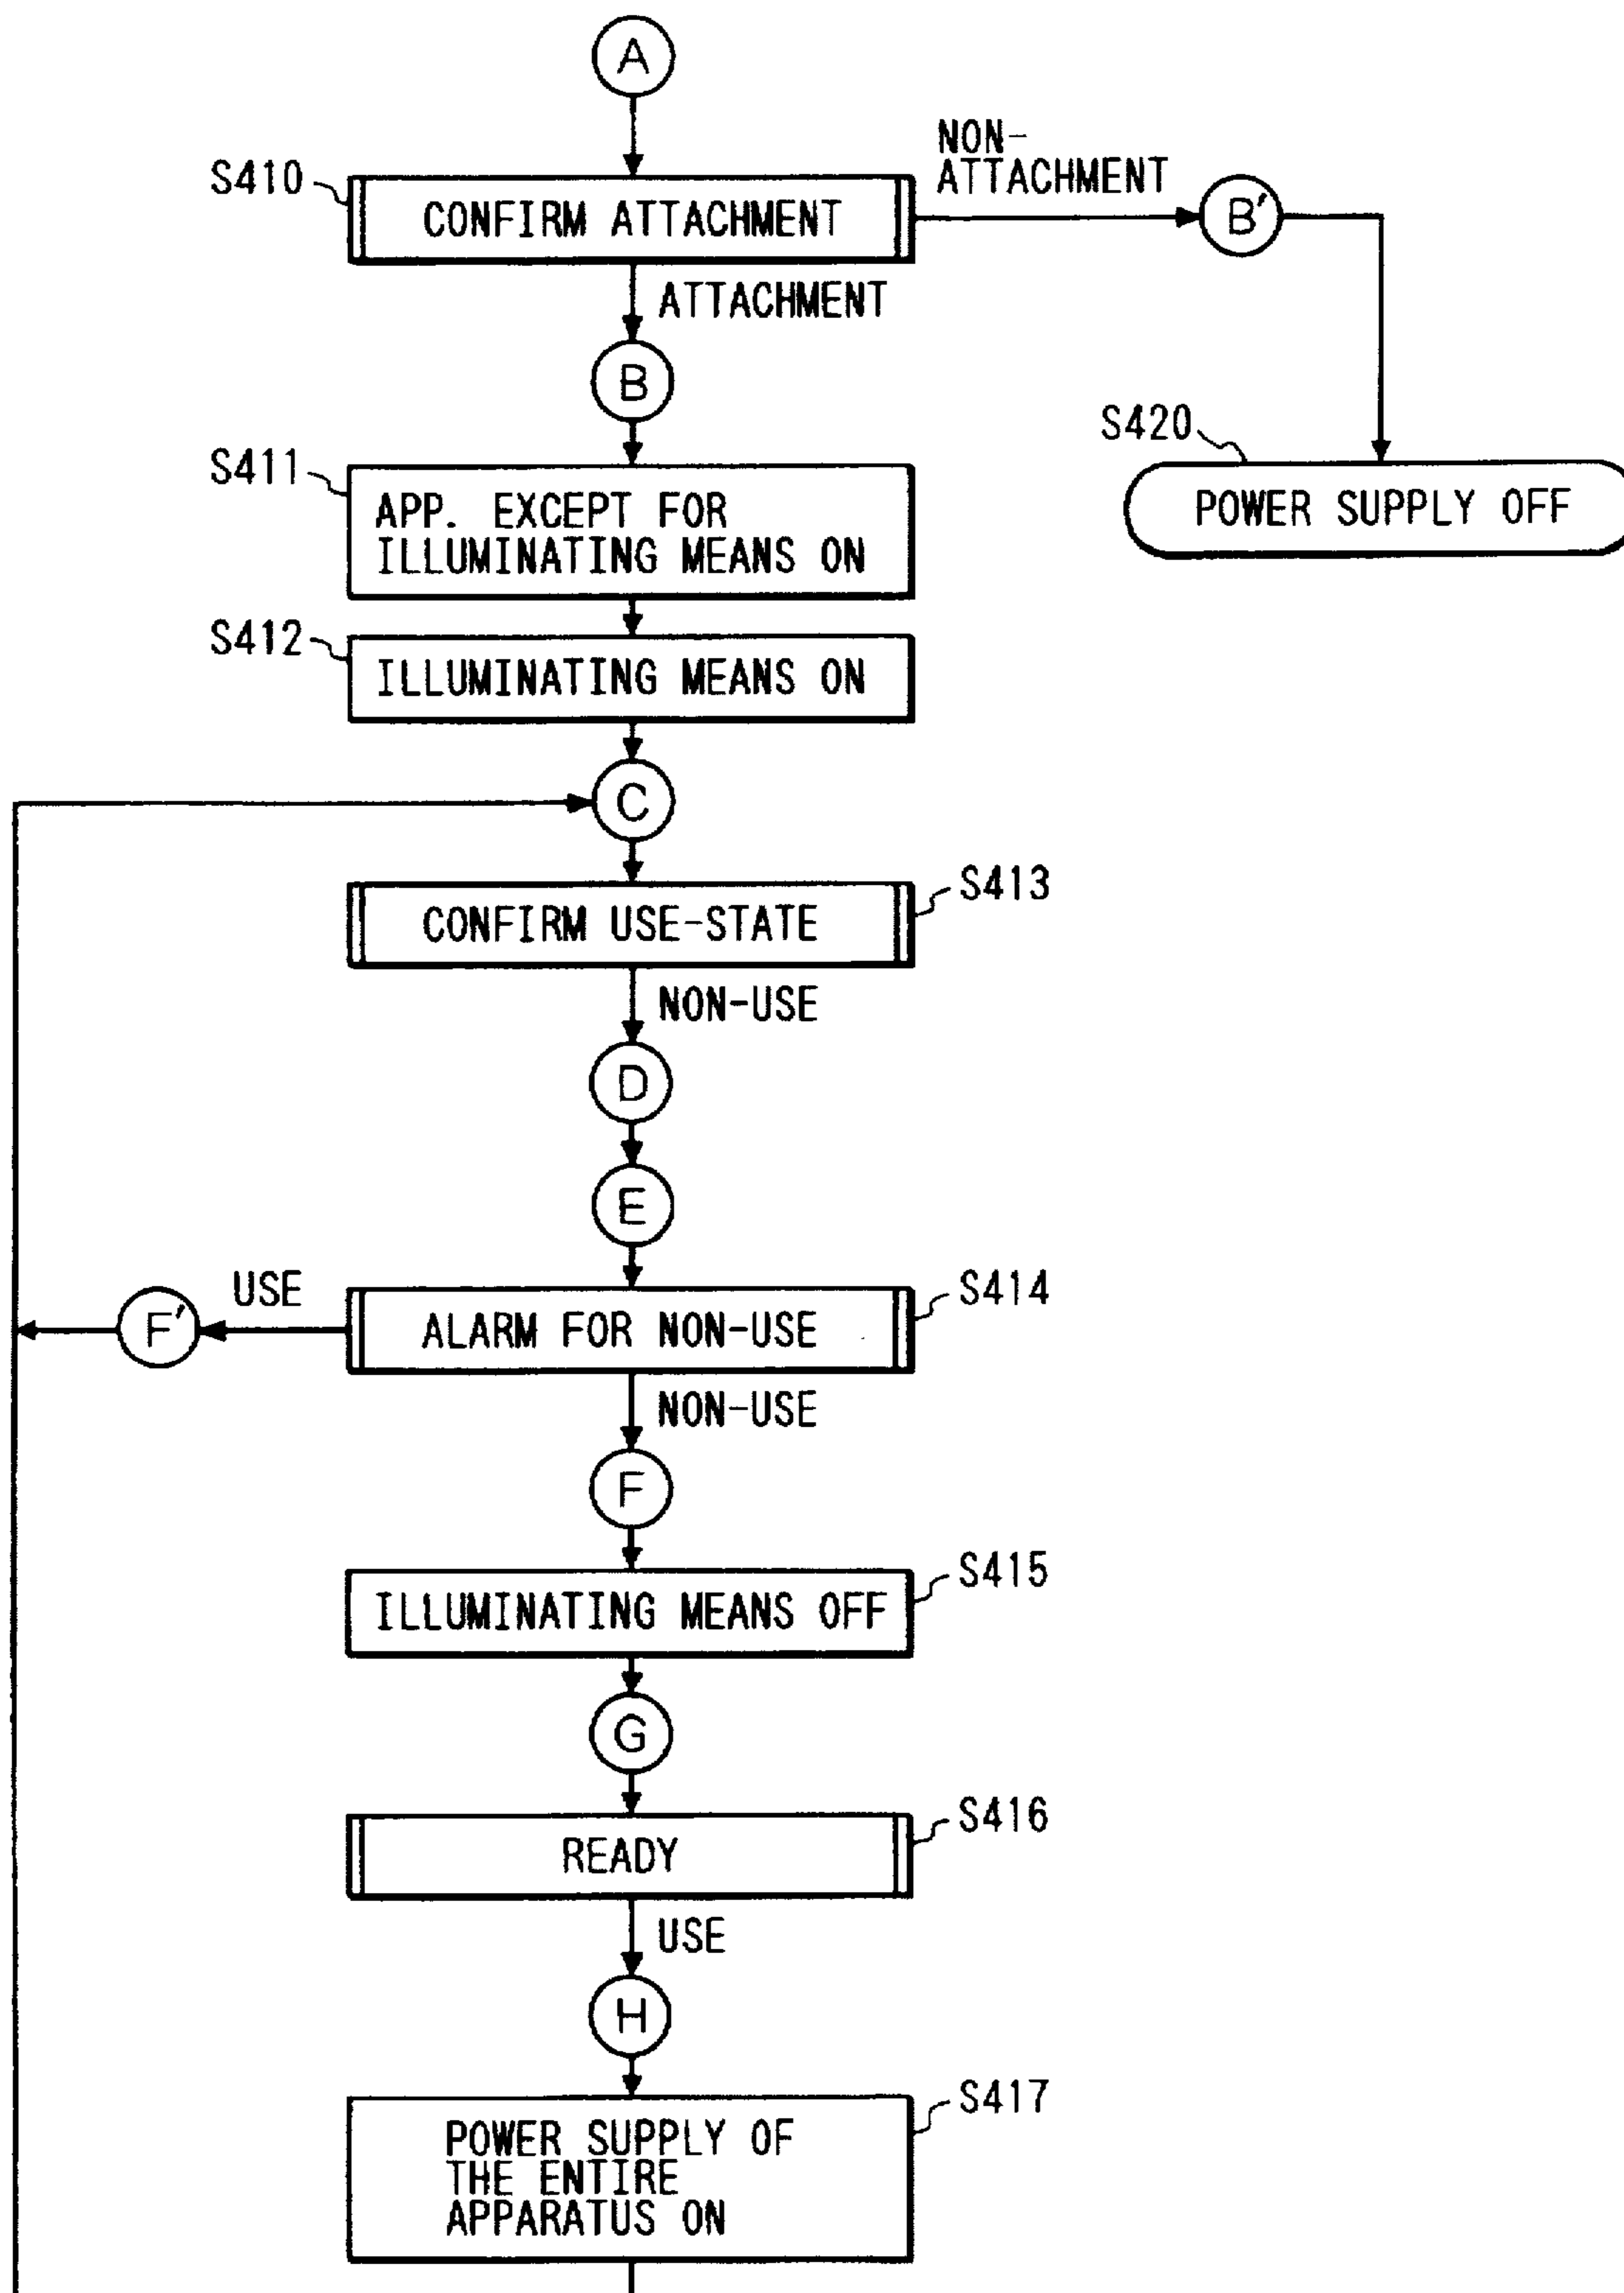 A
S410
CONFIRM ATTACHMENT
NON-
ATTACHMENT
B'
ATTACHMENT
B
S420
POWER SUPPLY OFF
S411
APP. EXCEPT FOR
ILLUMINATING MEANS ON
S412
ILLUMINATING MEANS ON
C
S413
CONFIRM USE-STATE
NON-USE
D
E
S414
F'
USE
ALARM FOR NON-USE
NON-USE
F
S415
ILLUMINATING MEANS OFF
G
S416
READY
USE
H
S417
POWER SUPPLY OF
THE ENTIRE
APPARATUS ON